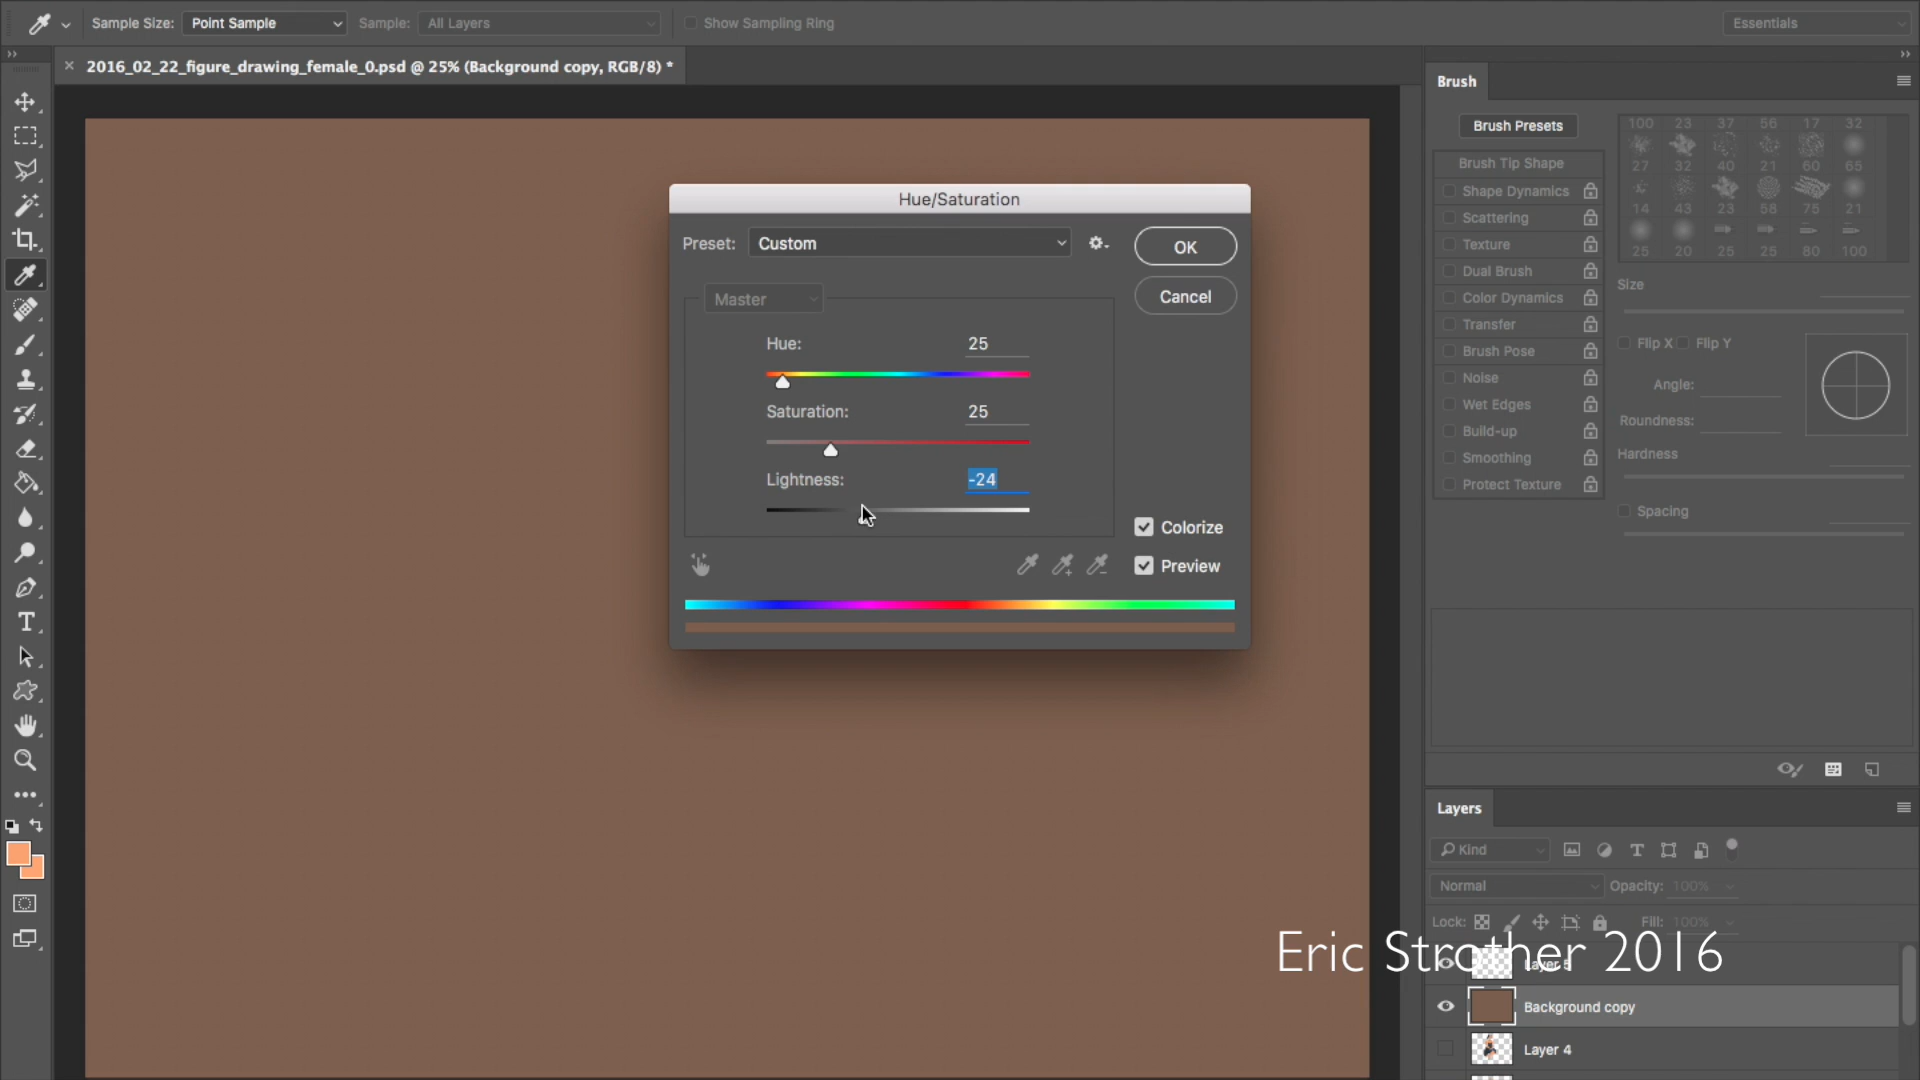 Sample Size: Point Sample Sample: All Layers Show Sampling Ring Essentials
2016_02_22_figure_drawing_female_0.psd @ 25% (Background copy, RGB/8) *
Hue/Saturation
Preset: Custom
OK
Cancel
Master
Hue: 25
Saturation: 25
Lightness: -24
Colorize
Preview
Brush
Brush Presets
Brush Tip Shape
Shape Dynamics
Scattering
Texture
Dual Brush
Color Dynamics
Transfer
Brush Pose
Noise
Wet Edges
Build-up
Smoothing
Protect Texture
100 23 37 56 17 32
27 32 40 21 60 65
14 43 23 58 75 21
25 20 25 25 80 100
Size
Flip X Flip Y
Angle:
Roundness:
Hardness
Spacing
Layers
Kind
Normal Opacity: 100%
Lock: Fill: 100%
Layer 5
Background copy
Layer 4
Eric Strother 2016